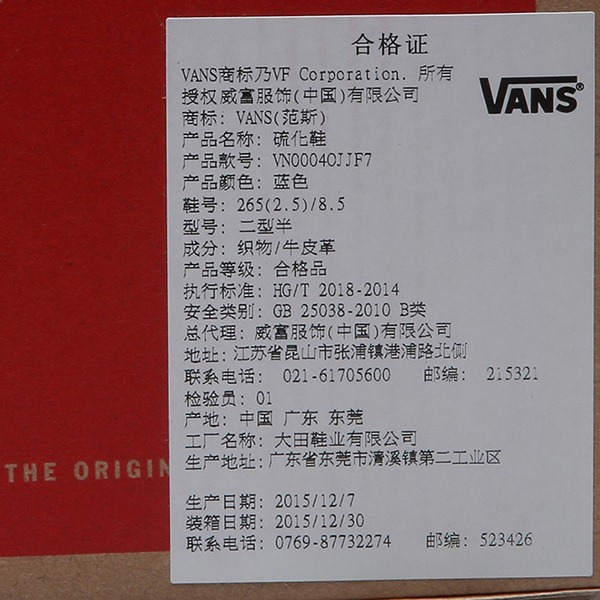 合格证
VANS商标乃VF Corporation. 所有
授权威富服饰(中国)有限公司
VANS®
商标: VANS(范斯)
产品名称: 硫化鞋
产品款号: VN0004OJJF7
产品颜色: 蓝色
鞋号: 265(2.5)/8.5
型号: 二型半
成分: 织物/牛皮革
产品等级: 合格品
执行标准: HG/T 2018-2014
安全类别: GB 25038-2010 B类
总代理: 威富服饰(中国)有限公司
地址: 江苏省昆山市张浦镇港浦路北侧
联系电话: 021-61705600 邮编: 215321
检验员: 01
产地: 中国 广东 东莞
工厂名称: 大田鞋业有限公司
生产地址: 广东省东莞市清溪镇第二工业区
THE ORIGIN
生产日期: 2015/12/7
装箱日期: 2015/12/30
联系电话: 0769-87732274 邮编: 523426